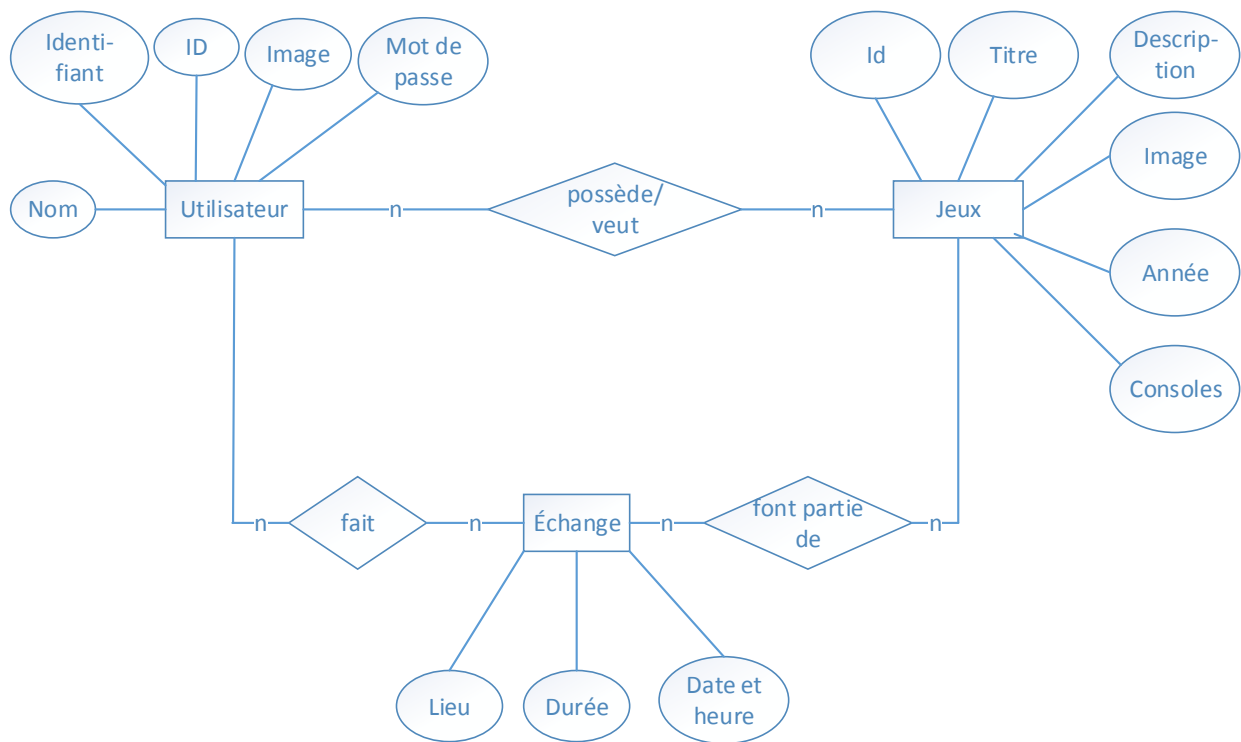 Identi-
fiant
ID
Image
Mot de
passe
Id
Titre
Descrip-
tion
Image
Nom
Utilisateur
n
possède/
veut
n
Jeux
Année
Consoles
n
fait
n
Échange
n
font partie
de
n
Lieu
Durée
Date et
heure